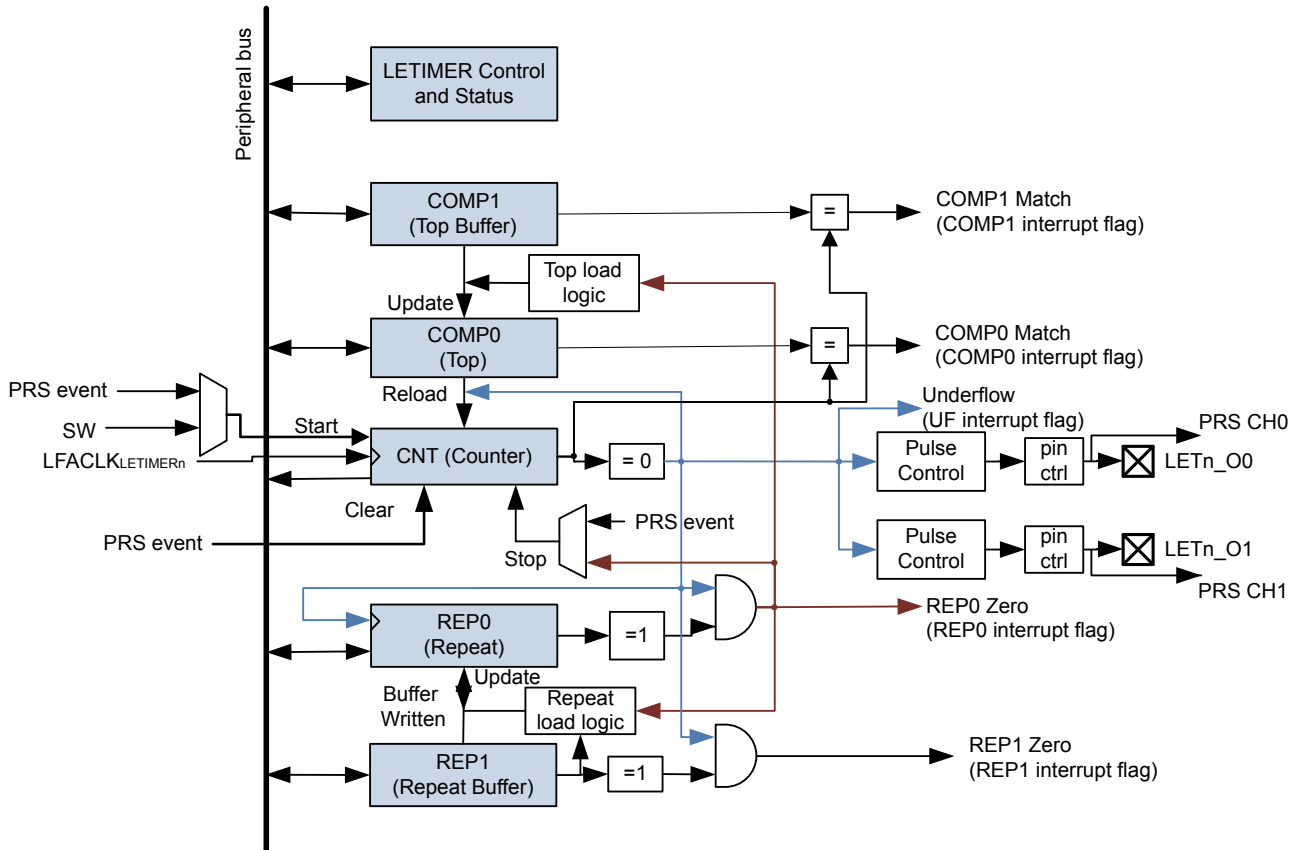 Peripheral bus
LETIMER Control
and Status
COMP1
(Top Buffer)
=
COMP1 Match
(COMP1 interrupt flag)
Top load
logic
Update
COMP0
(Top)
=
COMP0 Match
(COMP0 interrupt flag)
PRS event
SW
Start
LFACLKLETIMERn
Reload
CNT (Counter)
= 0
Underflow
(UF interrupt flag)
Pulse
Control
pin
ctrl
PRS CH0
LETn_O0
Clear
PRS event
Stop
PRS event
Pulse
Control
pin
ctrl
LETn_O1
PRS CH1
REP0
(Repeat)
=1
REP0 Zero
(REP0 interrupt flag)
Update
Buffer
Written
Repeat
load logic
REP1
(Repeat Buffer)
=1
REP1 Zero
(REP1 interrupt flag)